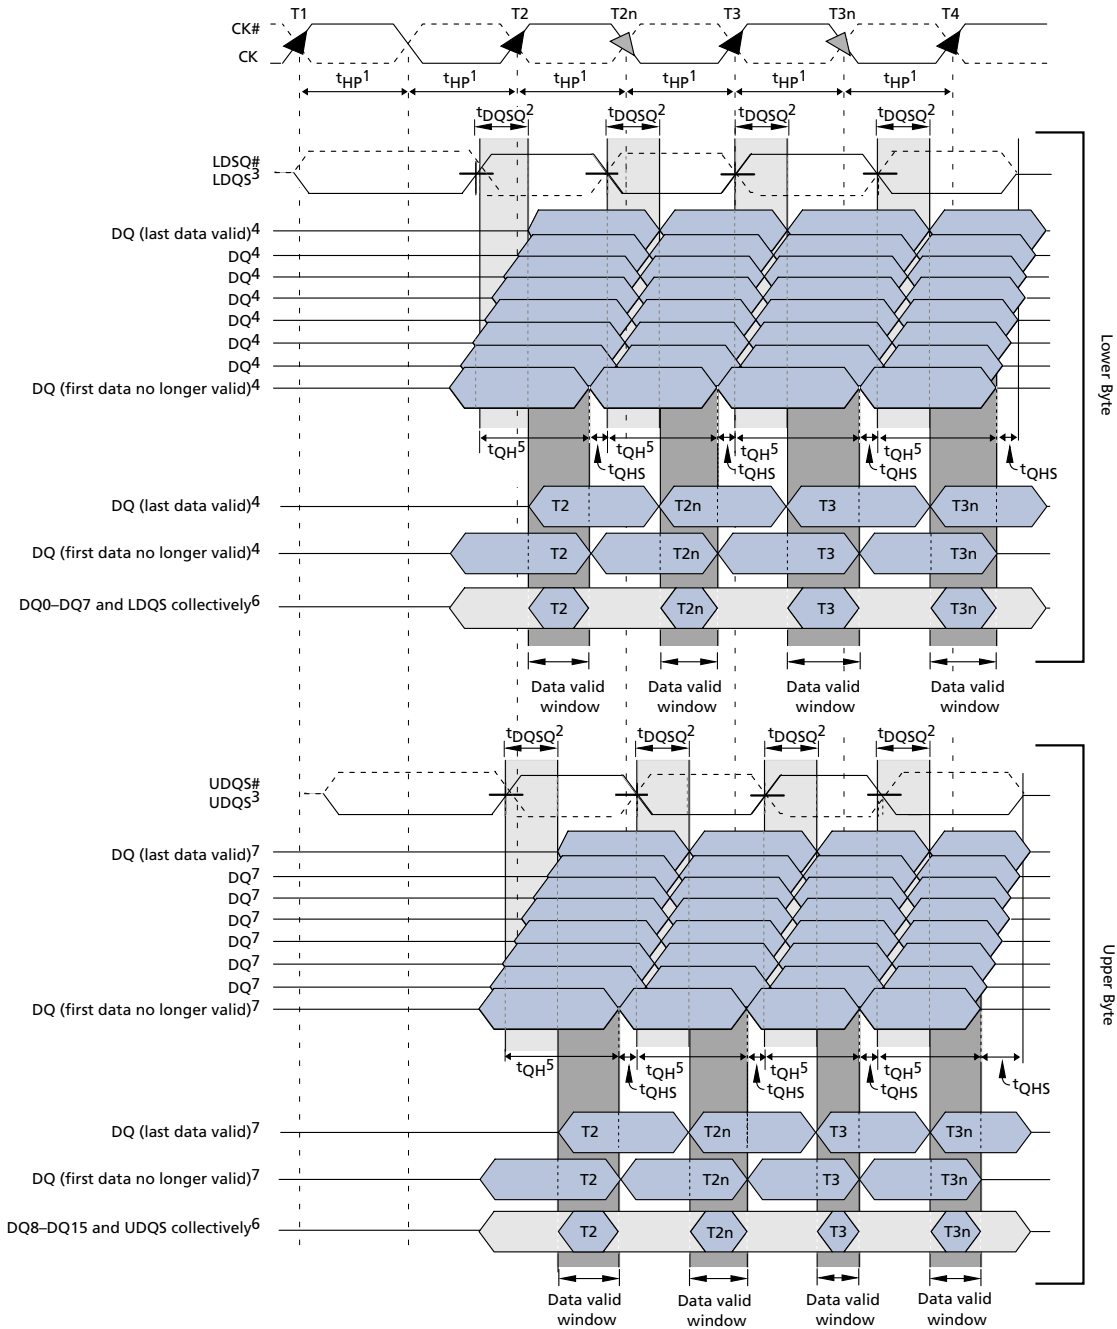 T1 T2 T2n T3 T3n T4
CK#
CK
tHP1 tHP1 tHP1 tHP1 tHP1 tHP1
tDQSQ2 tDQSQ2 tDQSQ2 tDQSQ2
LDSQ#
LDQS3
DQ (last data valid)4
DQ4
DQ4
DQ4
DQ4
DQ4
DQ4
DQ (first data no longer valid)4
Lower Byte
tQH5 tQH5 tQH5 tQH5
tQHS tQHS tQHS tQHS
DQ (last data valid)4 T2 T2n T3 T3n
DQ (first data no longer valid)4 T2 T2n T3 T3n
DQ0–DQ7 and LDQS collectively6 T2 T2n T3 T3n
Data valid Data valid Data valid Data valid
window window window window
tDQSQ2 tDQSQ2 tDQSQ2 tDQSQ2
UDQS#
UDQS3
DQ (last data valid)7
DQ7
DQ7
DQ7
DQ7
DQ7
DQ7
DQ (first data no longer valid)7
Upper Byte
tQH5 tQH5 tQH5 tQH5
tQHS tQHS tQHS tQHS
DQ (last data valid)7 T2 T2n T3 T3n
DQ (first data no longer valid)7 T2 T2n T3 T3n
DQ8–DQ15 and UDQS collectively6 T2 T2n T3 T3n
Data valid Data valid Data valid Data valid
window window window window